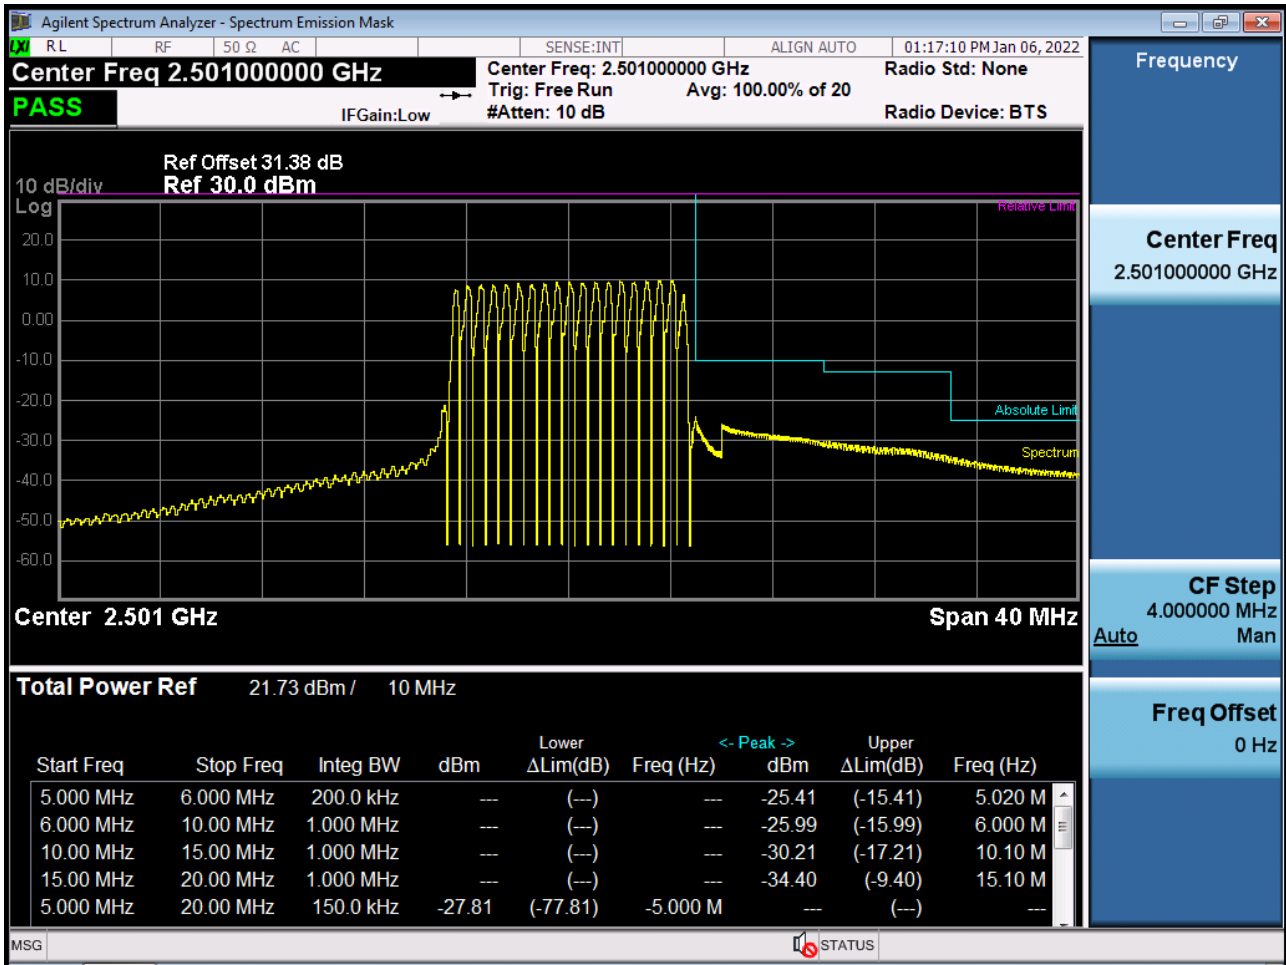 Agilent Spectrum Analyzer - Spectrum Emission Mask
LXI RL RF 50 Ω AC SENSE:INT ALIGN AUTO 01:17:10 PM Jan 06, 2022
Center Freq 2.501000000 GHz
Center Freq: 2.501000000 GHz Radio Std: None
Trig: Free Run Avg: 100.00% of 20
PASS
IFGain:Low #Atten: 10 dB Radio Device: BTS
Ref Offset 31.38 dB
10 dB/div Ref 30.0 dBm
Log
Relative Limit
20.0
10.0
0.00
-10.0
-20.0
Absolute Limit
-30.0
Spectrum
-40.0
-50.0
-60.0
Center 2.501 GHz Span 40 MHz
Total Power Ref 21.73 dBm / 10 MHz
Lower <- Peak -> Upper
Start Freq Stop Freq Integ BW dBm ΔLim(dB) Freq (Hz) dBm ΔLim(dB) Freq (Hz)
5.000 MHz 6.000 MHz 200.0 kHz --- (---) --- -25.41 (-15.41) 5.020 M
6.000 MHz 10.00 MHz 1.000 MHz --- (---) --- -25.99 (-15.99) 6.000 M
10.00 MHz 15.00 MHz 1.000 MHz --- (---) --- -30.21 (-17.21) 10.10 M
15.00 MHz 20.00 MHz 1.000 MHz --- (---) --- -34.40 (-9.40) 15.10 M
5.000 MHz 20.00 MHz 150.0 kHz -27.81 (-77.81) -5.000 M --- (---) ---
MSG STATUS
Frequency
Center Freq
2.501000000 GHz
CF Step
4.000000 MHz
Auto Man
Freq Offset
0 Hz